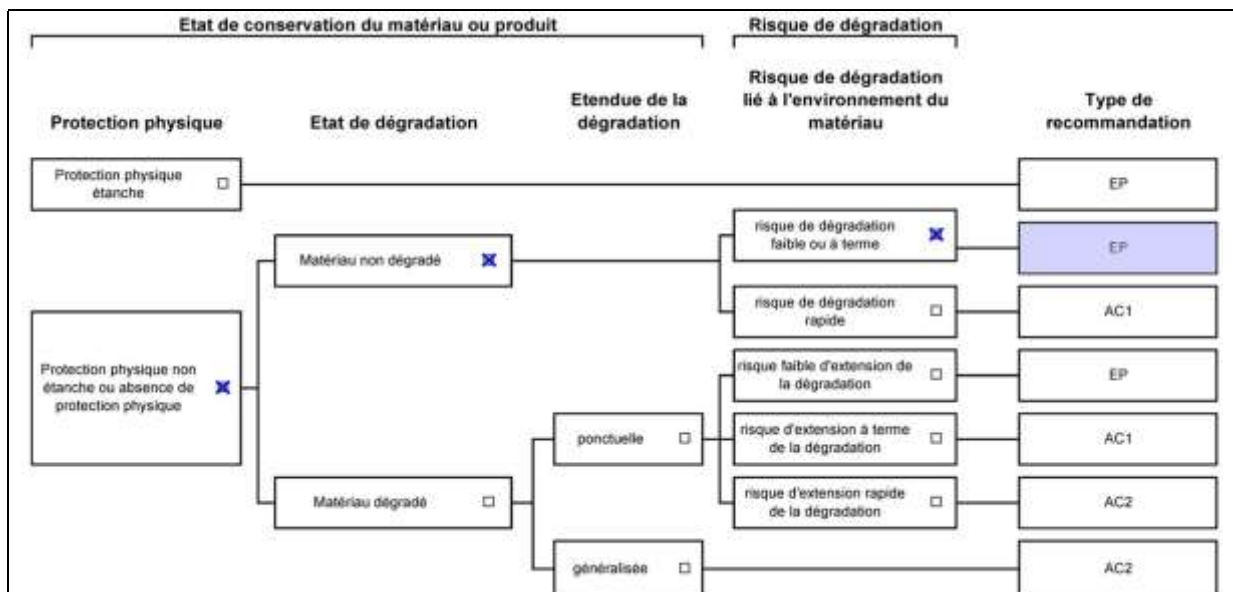 Etat de conservation du matériau ou produit
Risque de dégradation
Protection physique
Etat de dégradation
Etendue de la
dégradation
Risque de dégradation
lié à l'environnement du
matériau
Type de
recommandation
Protection physique
étanche
EP
Matériau non dégradé
risque de dégradation
faible ou à terme
EP
risque de dégradation
rapide
AC1
Protection physique non
étanche ou absence de
protection physique
risque faible d'extension de
la dégradation
EP
ponctuelle
risque d'extension à terme
de la dégradation
AC1
Matériau dégradé
risque d'extension rapide
de la dégradation
AC2
généralisée
AC2